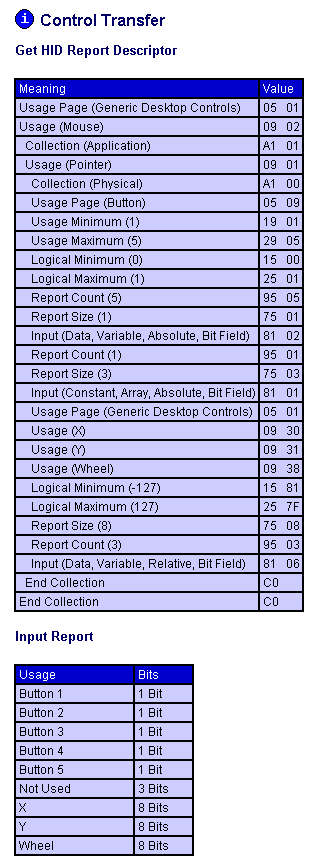 i Control Transfer
Get HID Report Descriptor
Meaning Value
Usage Page (Generic Desktop Controls) 05 01
Usage (Mouse) 09 02
Collection (Application) A1 01
Usage (Pointer) 09 01
Collection (Physical) A1 00
Usage Page (Button) 05 09
Usage Minimum (1) 19 01
Usage Maximum (5) 29 05
Logical Minimum (0) 15 00
Logical Maximum (1) 25 01
Report Count (5) 95 05
Report Size (1) 75 01
Input (Data, Variable, Absolute, Bit Field) 81 02
Report Count (1) 95 01
Report Size (3) 75 03
Input (Constant, Array, Absolute, Bit Field) 81 01
Usage Page (Generic Desktop Controls) 05 01
Usage (X) 09 30
Usage (Y) 09 31
Usage (Wheel) 09 38
Logical Minimum (-127) 15 81
Logical Maximum (127) 25 7F
Report Size (8) 75 08
Report Count (3) 95 03
Input (Data, Variable, Relative, Bit Field) 81 06
End Collection C0
End Collection C0
Input Report
Usage Bits
Button 1 1 Bit
Button 2 1 Bit
Button 3 1 Bit
Button 4 1 Bit
Button 5 1 Bit
Not Used 3 Bits
X 8 Bits
Y 8 Bits
Wheel 8 Bits